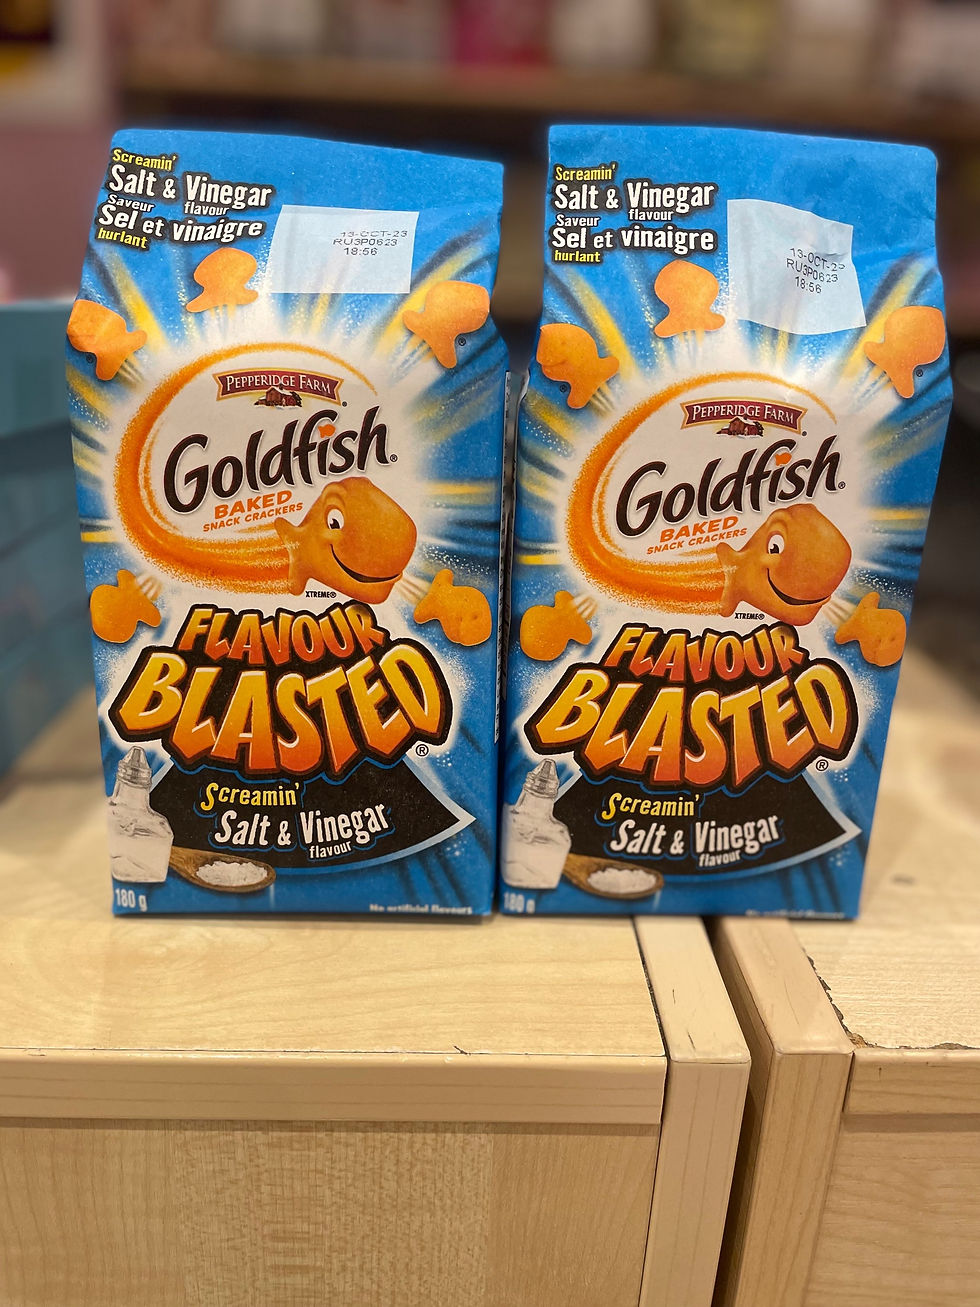 Screamin'
Salt & Vinegar
flavour
Saveur
Sel et vinaigre
hurlant
13-OCT-23
RU3P0623
18:56
PEPPERIDGE FARM
Goldfish®
BAKED
SNACK CRACKERS
XTREME®
FLAVOUR
BLASTED®
Screamin'
Salt & Vinegar
flavour
180 g
No artificial flavours
Screamin'
Salt & Vinegar
flavour
Saveur
Sel et vinaigre
hurlant
13-OCT-2
RU3P0623
18:56
PEPPERIDGE FARM
Goldfish®
BAKED
SNACK CRACKERS
XTREME®
FLAVOUR
BLASTED®
Screamin'
Salt & Vinegar
flavour
180 g